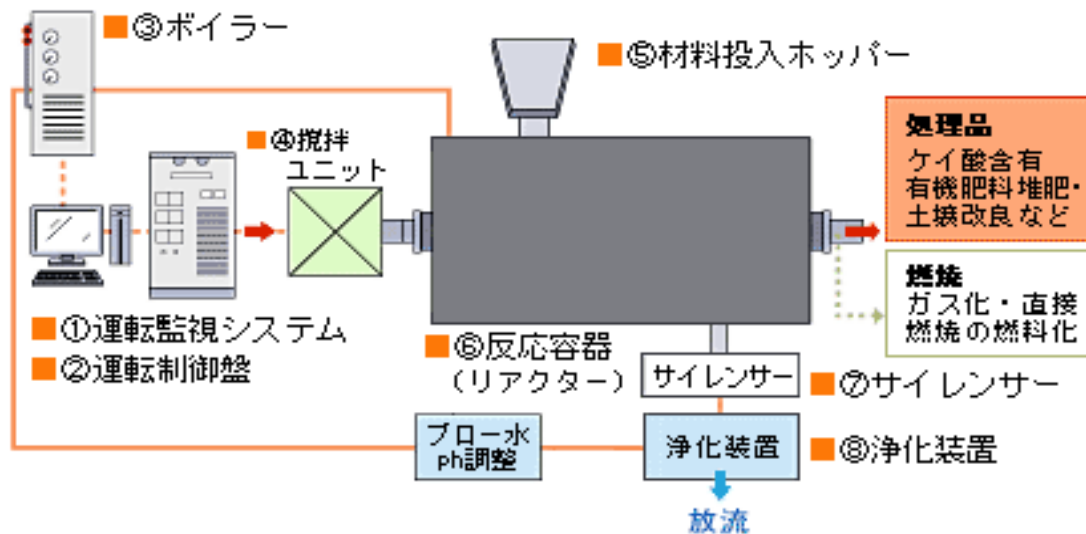 ③ボイラー
⑤材料投入ホッパー
④撹拌
ユニット
処理品
ケイ酸含有
有機肥料堆肥・
土壌改良など
燃焼
ガス化・直接
燃焼の燃料化
①運転監視システム
②運転制御盤
⑥反応容器
（リアクター）
サイレンサー
⑦サイレンサー
ブロー水
ph調整
浄化装置
⑧浄化装置
放流